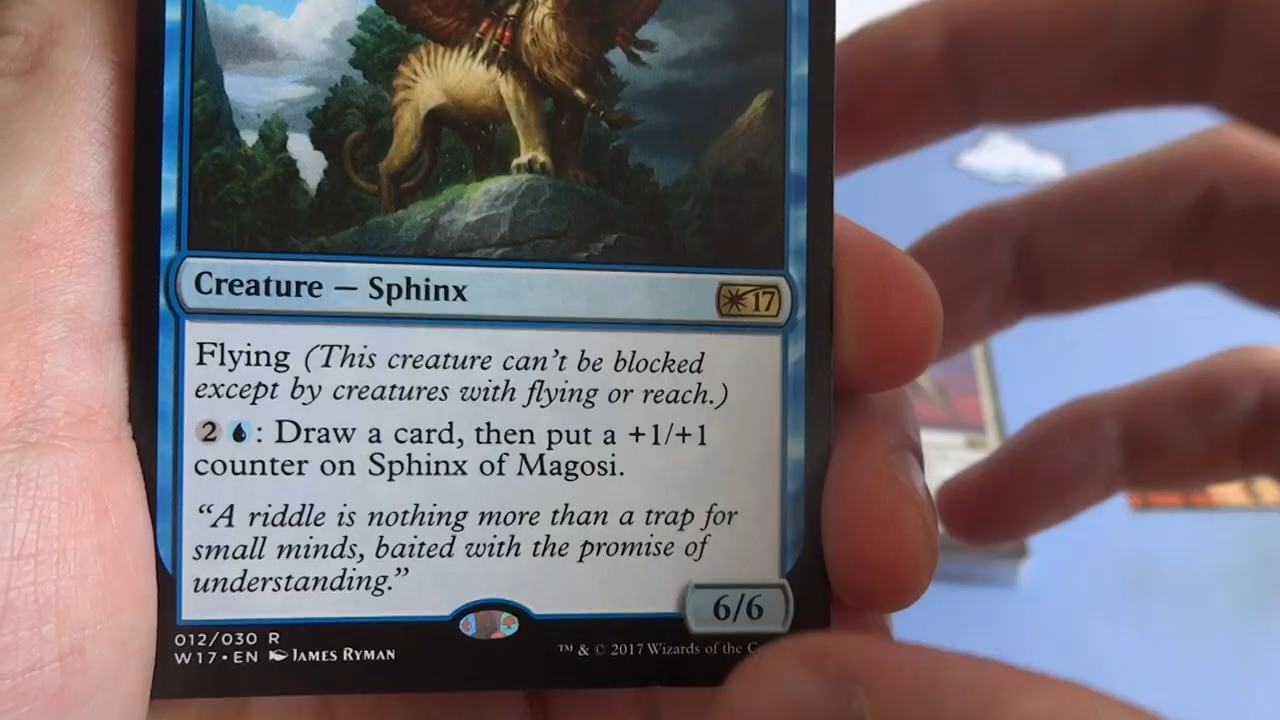 Creature — Sphinx
17
Flying (This creature can't be blocked
except by creatures with flying or reach.)
2 : Draw a card, then put a +1/+1
counter on Sphinx of Magosi.
“A riddle is nothing more than a trap for
small minds, baited with the promise of
understanding.”
6/6
012/030 R
W17•EN JAMES RYMAN
™ & © 2017 Wizards of the